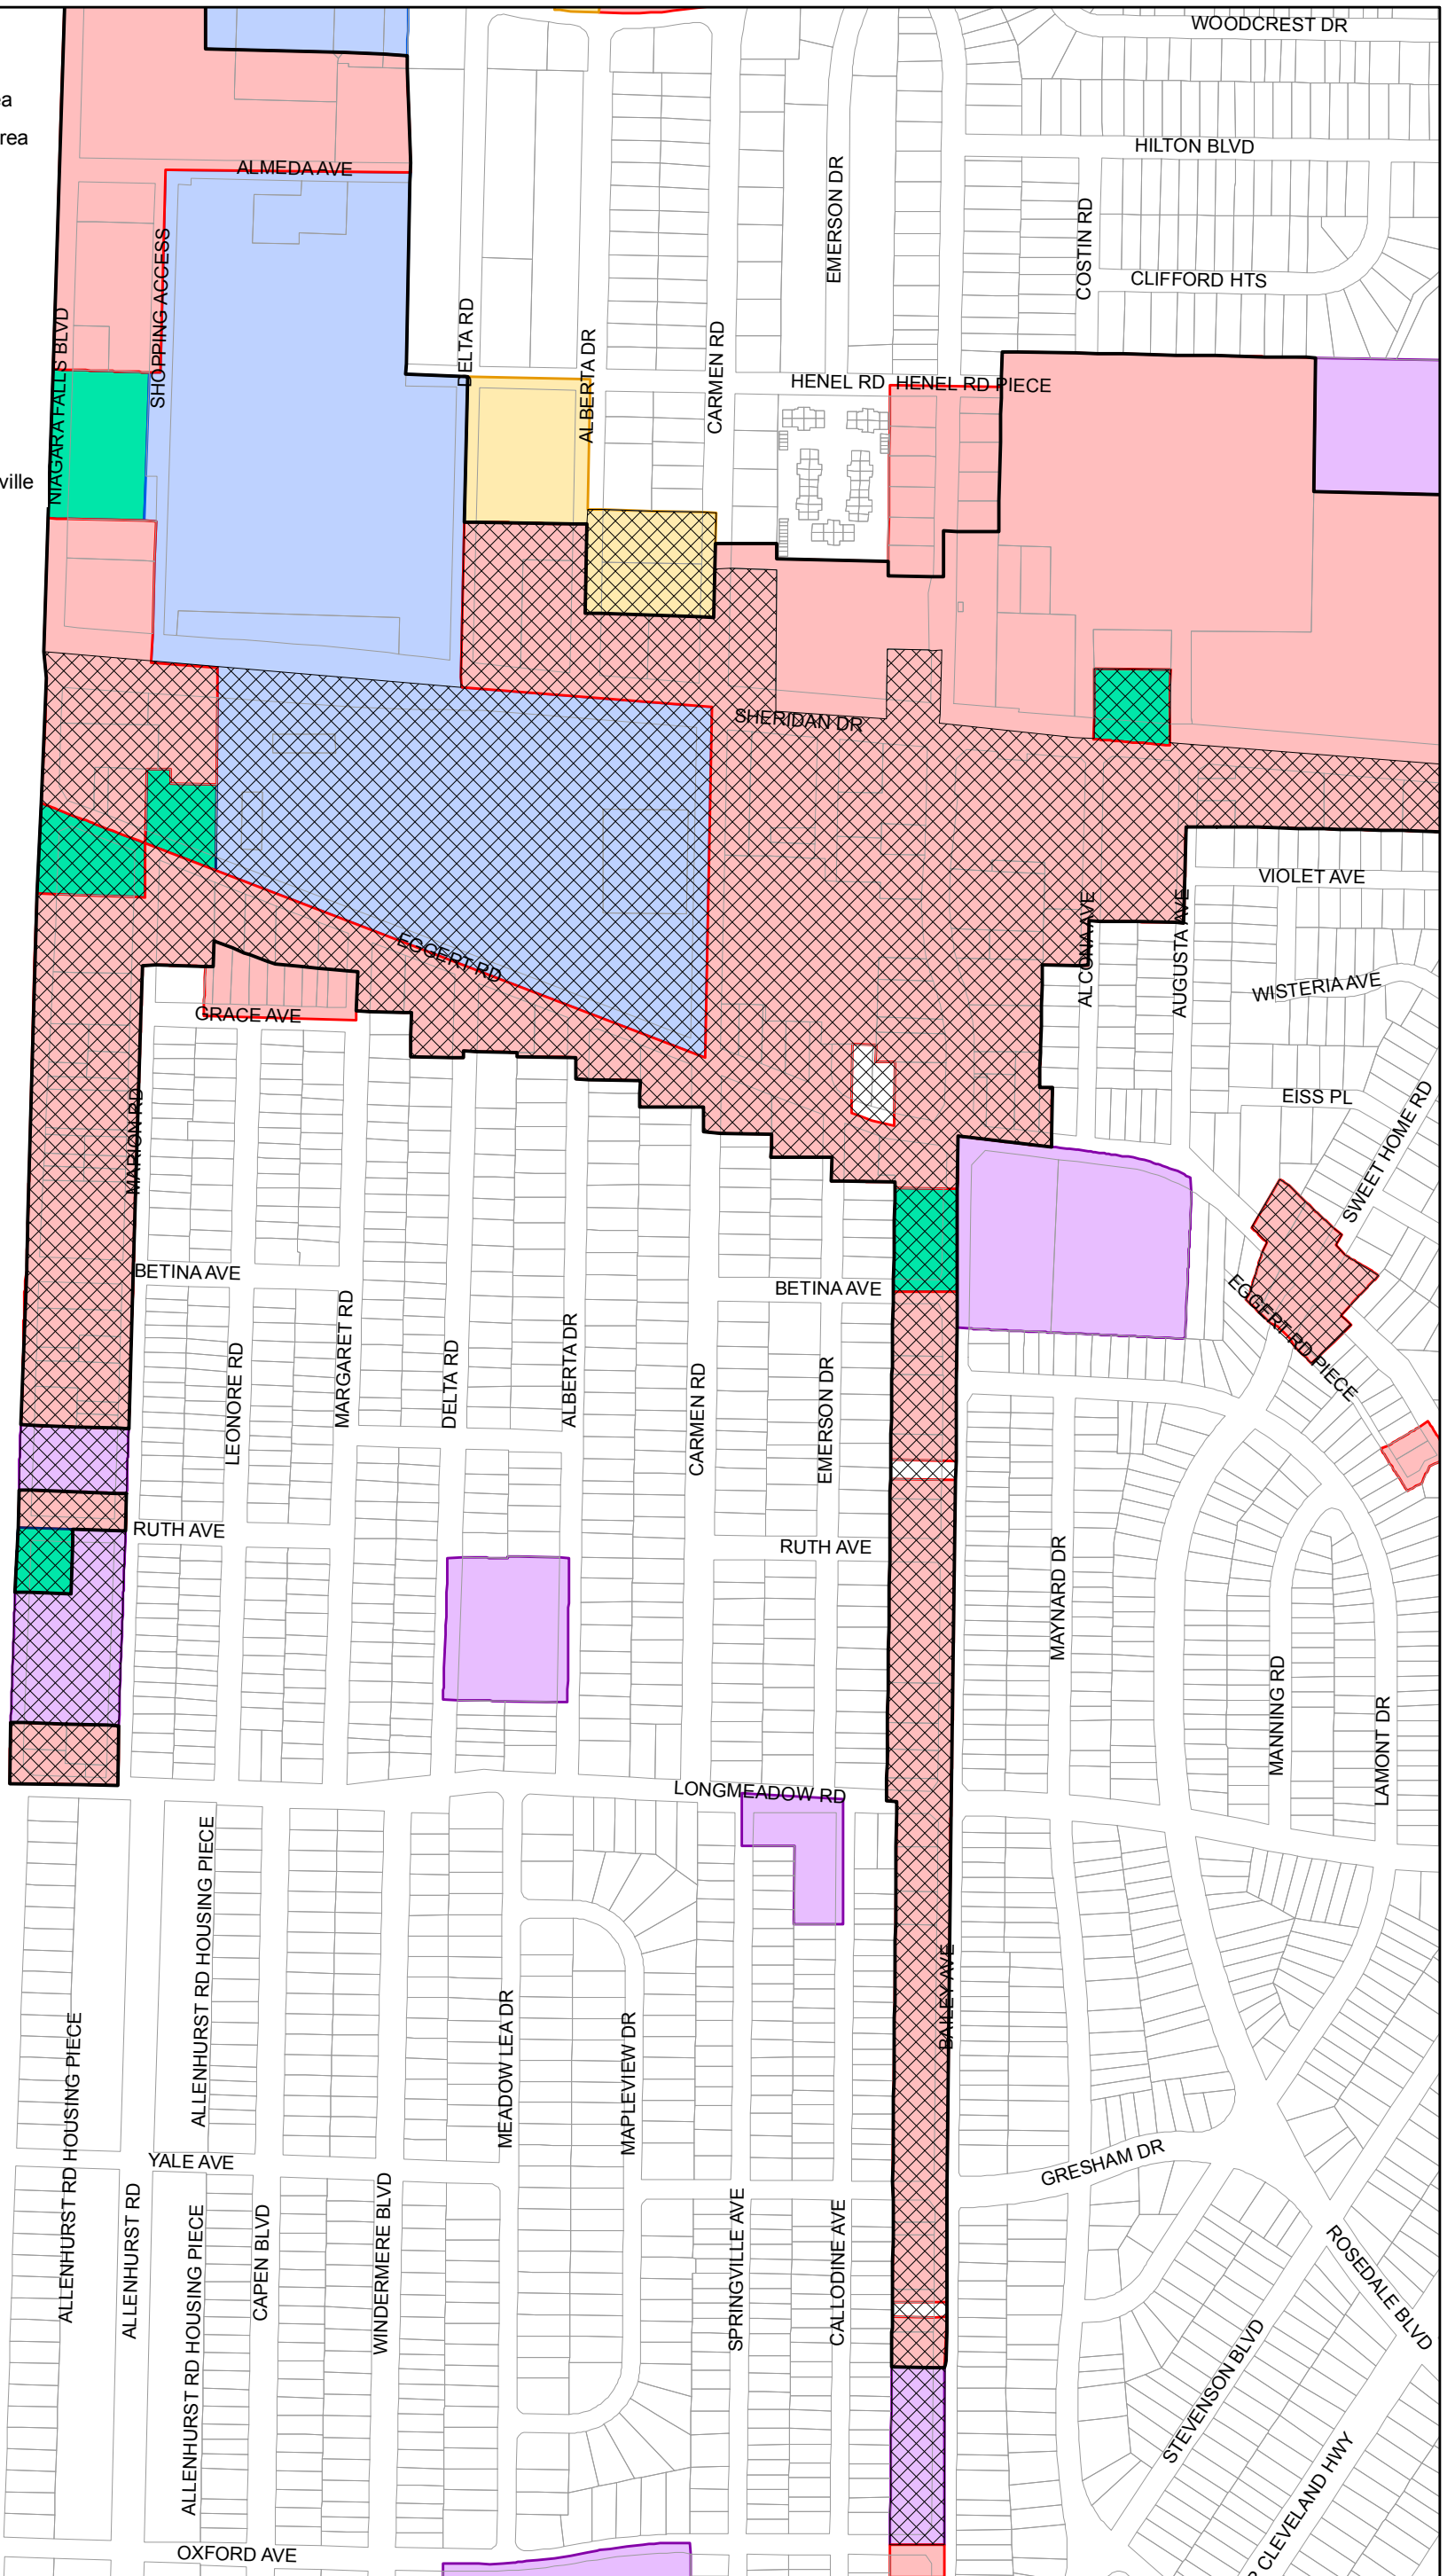 WOODCREST DR
ea
rea
HILTON BLVD
ALMEDA AVE
EMERSON DR
COSTIN RD
SHOPPING ACCESS
CLIFFORD HTS
NIAGARA FALLS BLVD
DELTA RD
ALBERTA DR
CARMEN RD
HENEL RD
HENEL RD PIECE
ville
SHERIDAN DR
VIOLET AVE
ALCONA AVE
AUGUSTA AVE
EGGERT RD
WISTERIA AVE
GRACE AVE
MARION RD
EISS PL
SWEET HOME RD
BETINA AVE
BETINA AVE
EGGERT RD PIECE
LEONORE RD
MARGARET RD
DELTA RD
ALBERTA DR
CARMEN RD
EMERSON DR
RUTH AVE
RUTH AVE
MAYNARD DR
MANNING RD
LAMONT DR
LONGMEADOW RD
ALLENHURST RD HOUSING PIECE
BAILEY AVE
ALLENHURST RD HOUSING PIECE
MEADOW LEA DR
MAPLEVIEW DR
YALE AVE
GRESHAM DR
ALLENHURST RD
ALLENHURST RD HOUSING PIECE
CAPEN BLVD
WINDERMERE BLVD
SPRINGVILLE AVE
CALLODINE AVE
ROSEDALE BLVD
STEVENSON BLVD
R CLEVELAND HWY
OXFORD AVE